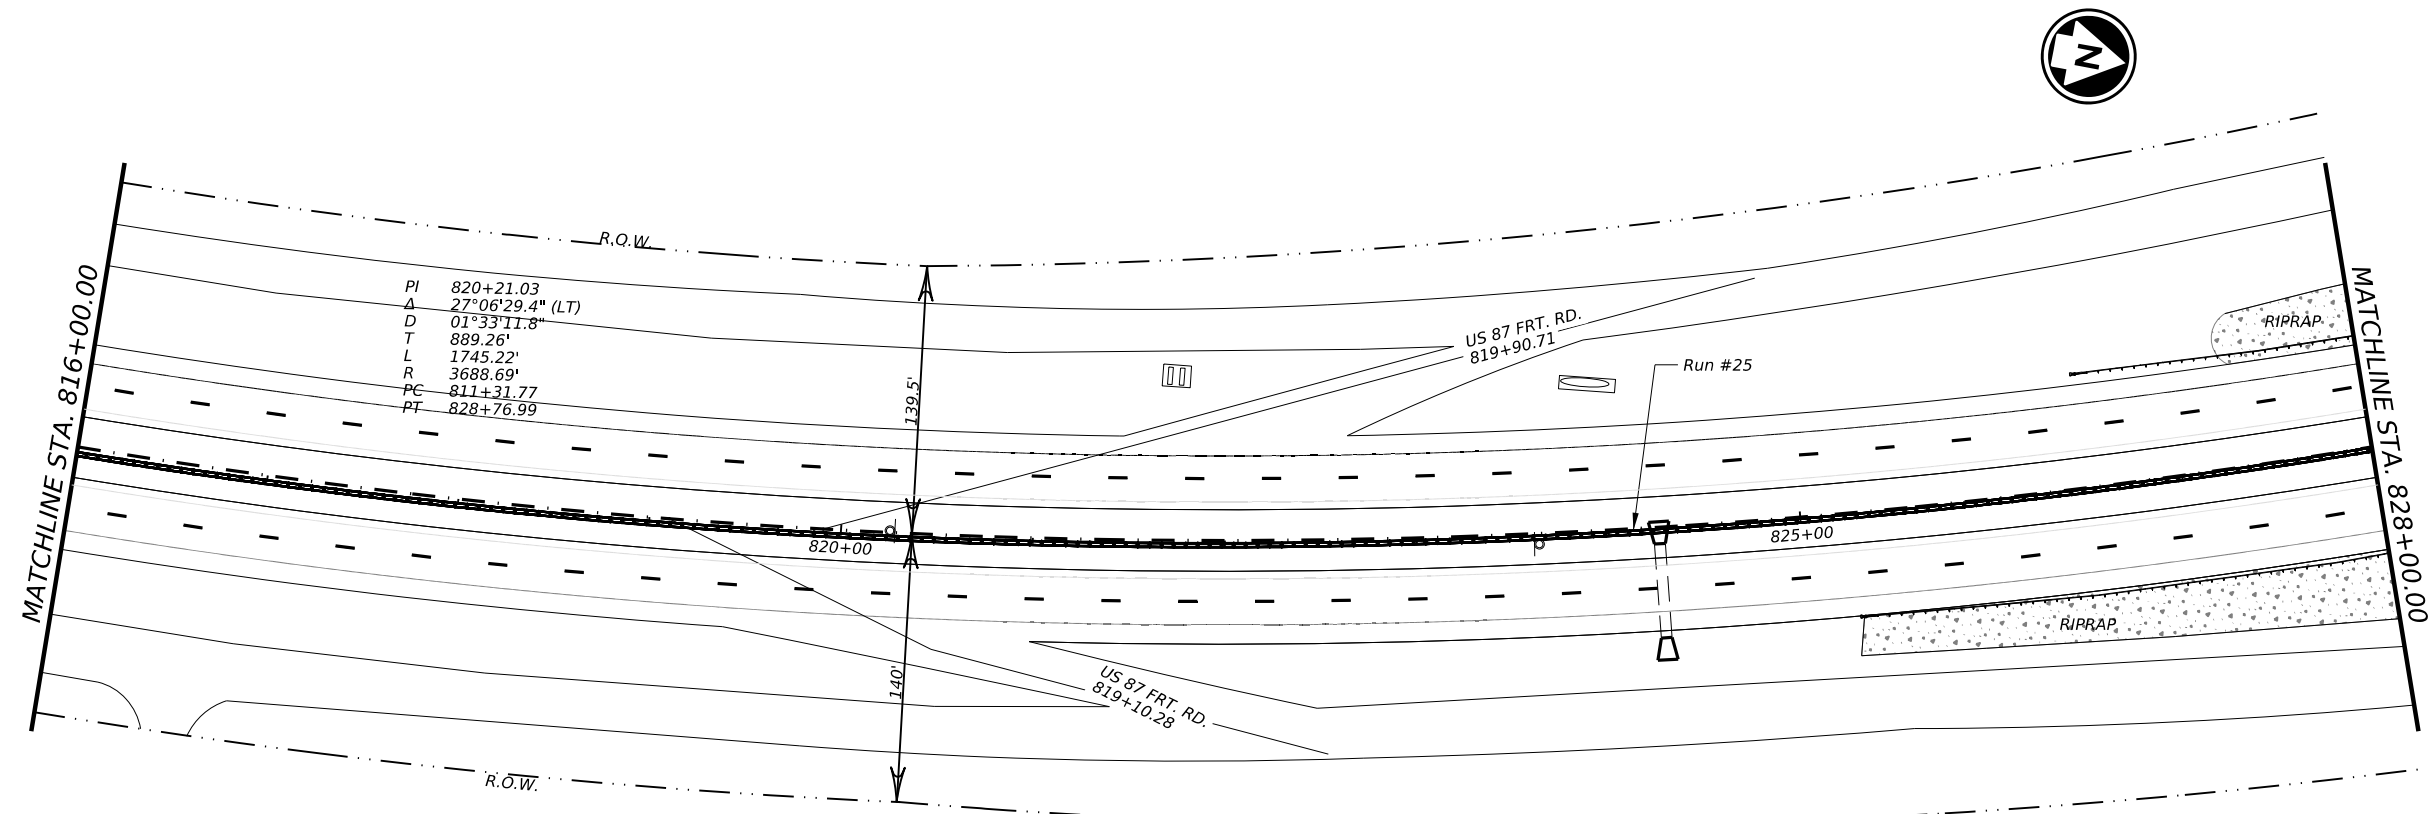 N
R.O.W.
MATCHLINE STA. 816+00.00
PI 820+21.03
Δ 27°06'29.4" (LT)
D 01°33'11.8"
T 889.26'
L 1745.22'
R 3688.69'
PC 811+31.77
PT 828+76.99
139.5'
US 87 FRT. RD.
819+90.71
Run #25
RIPRAP
MATCHLINE STA. 828+00.00
820+00
825+00
RIPRAP
140'
US 87 FRT. RD.
819+10.28
R.O.W.